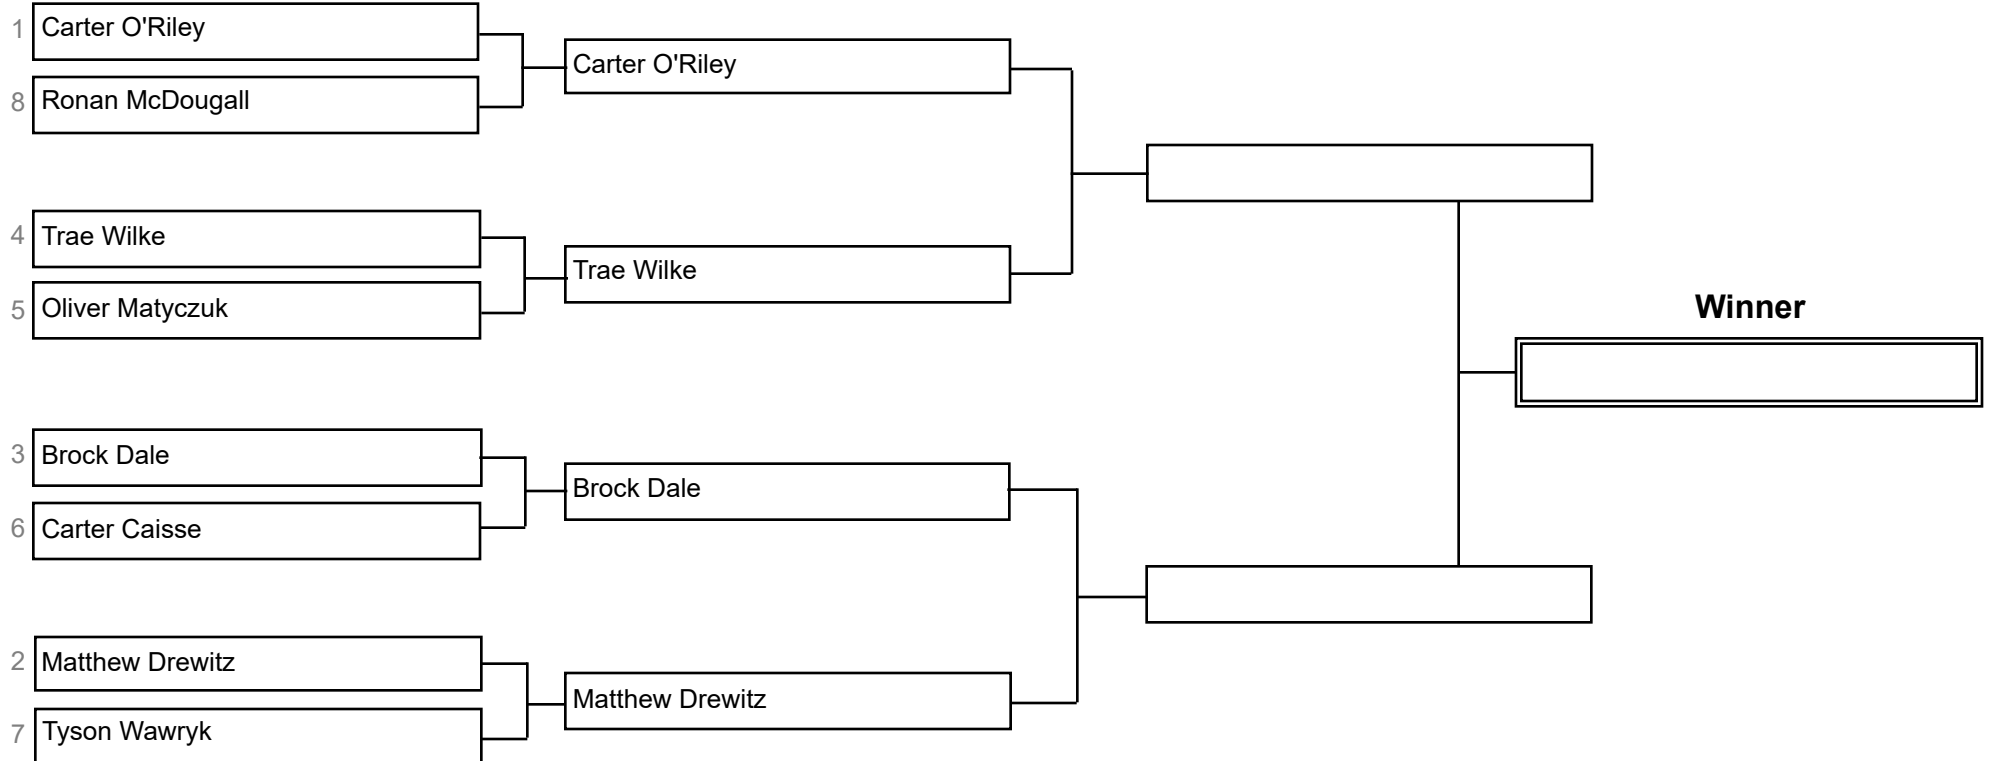 1 Carter O'Riley
Carter O'Riley
8 Ronan McDougall
4 Trae Wilke
Trae Wilke
5 Oliver Matyczuk
Winner
3 Brock Dale
Brock Dale
6 Carter Caisse
2 Matthew Drewitz
Matthew Drewitz
7 Tyson Wawryk